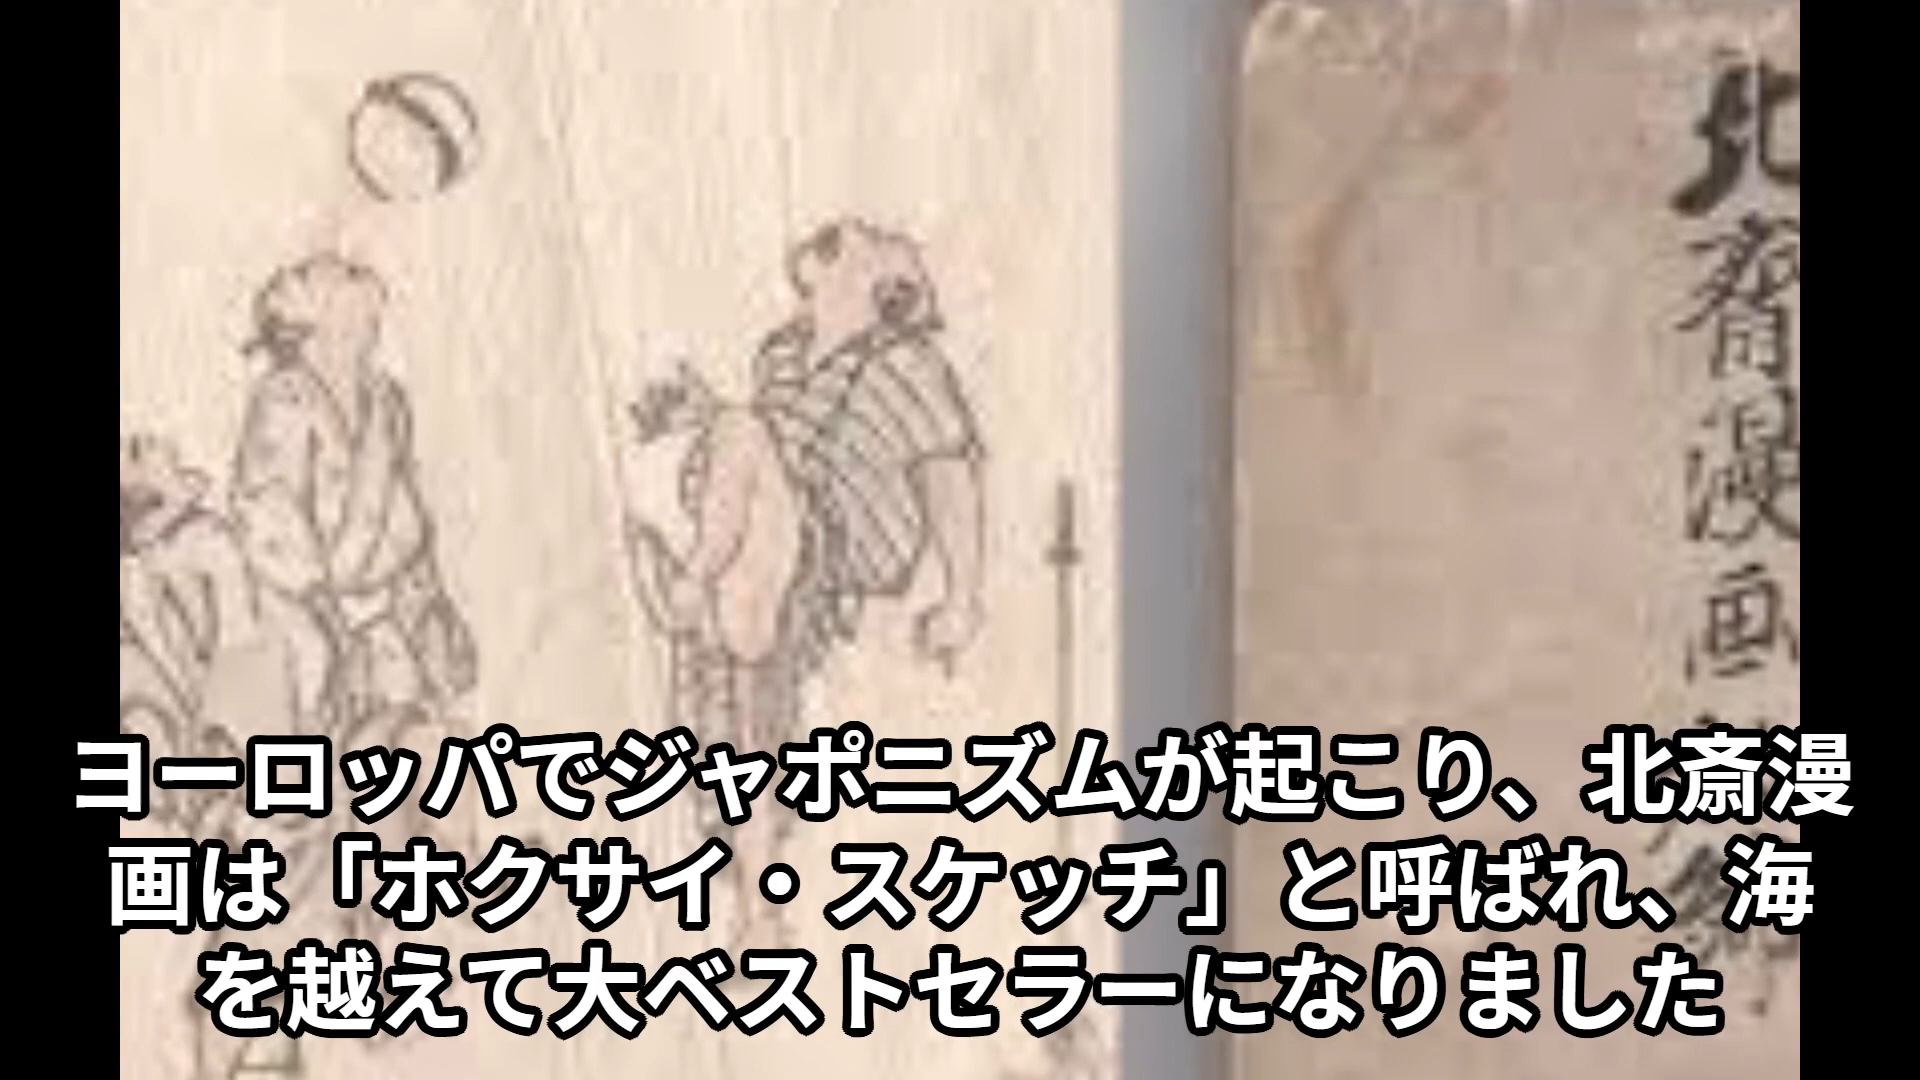 北斎漫画
ヨーロッパでジャポニズムが起こり、北斎漫
画は「ホクサイ・スケッチ」と呼ばれ、海
を越えて大ベストセラーになりました